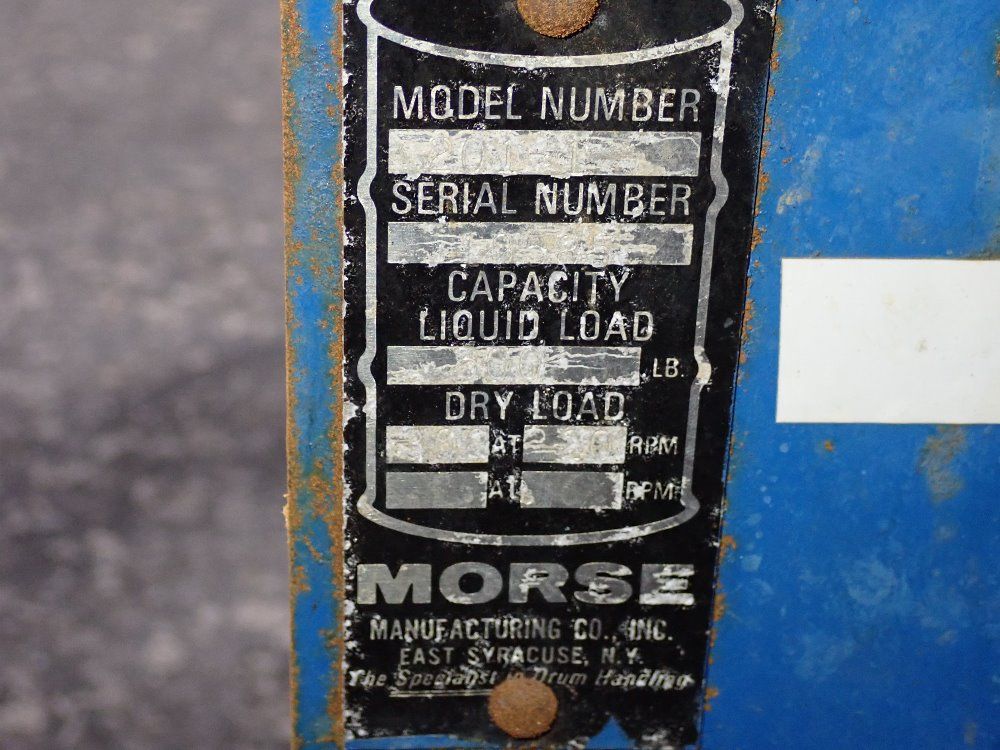 MODEL NUMBER
SERIAL NUMBER
CAPACITY
LIQUID LOAD
LB.
DRY LOAD
AT RPM
AT RPM
MORSE
MANUFACTURING CO., INC.
EAST SYRACUSE, N.Y.
The Specialist in Drum Handling